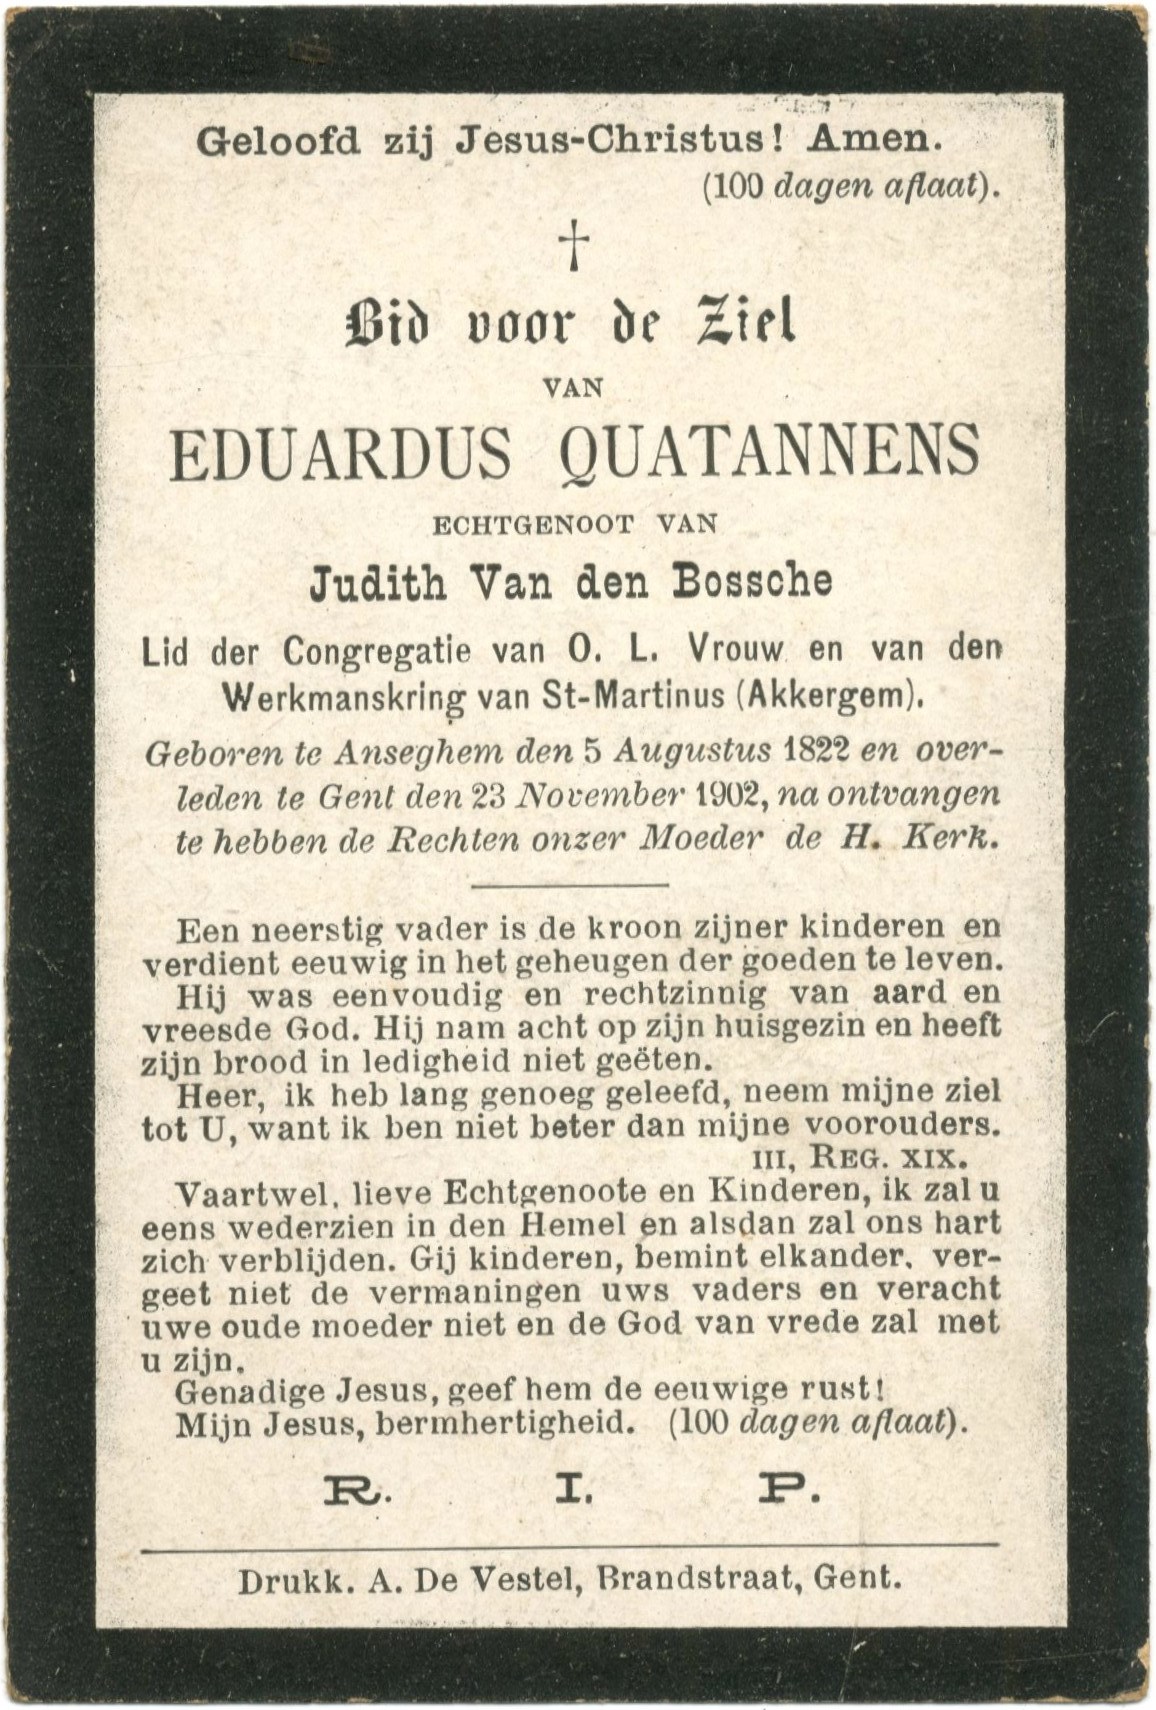 Geloofd zij Jesus-Christus! Amen.
(100 dagen aflaat).
†
Bid voor de Ziel
VAN
EDUARDUS QUATANNENS
ECHTGENOOT VAN
Judith Van den Bossche
Lid der Congregatie van O. L. Vrouw en van den
Werkmanskring van St-Martinus (Akkergem).
Geboren te Anseghem den 5 Augustus 1822 en over-
leden te Gent den 23 November 1902, na ontvangen
te hebben de Rechten onzer Moeder de H. Kerk.
Een neerstig vader is de kroon zijner kinderen en
verdient eeuwig in het geheugen der goeden te leven.
Hij was eenvoudig en rechtzinnig van aard en
vreesde God. Hij nam acht op zijn huisgezin en heeft
zijn brood in ledigheid niet geëten.
Heer, ik heb lang genoeg geleefd, neem mijne ziel
tot U, want ik ben niet beter dan mijne voorouders.
III, REG. XIX.
Vaartwel, lieve Echtgenoote en Kinderen, ik zal u
eens wederzien in den Hemel en alsdan zal ons hart
zich verblijden. Gij kinderen, bemint elkander, ver-
geet niet de vermaningen uws vaders en veracht
uwe oude moeder niet en de God van vrede zal met
u zijn.
Genadige Jesus, geef hem de eeuwige rust!
Mijn Jesus, bermhertigheid. (100 dagen aflaat).
R. I. P.
Drukk. A. De Vestel, Brandstraat, Gent.